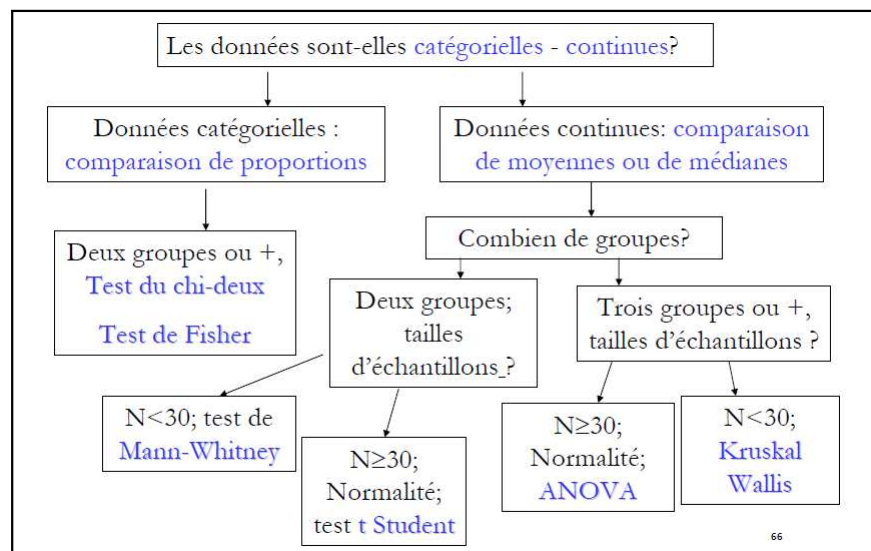 Les données sont-elles catégorielles - continues?
Données catégorielles :
comparaison de proportions
Données continues: comparaison
de moyennes ou de médianes
Combien de groupes?
Deux groupes ou +,
Test du chi-deux
Test de Fisher
Deux groupes;
tailles
d'échantillons_?
Trois groupes ou +,
tailles d'échantillons ?
N<30; test de
Mann-Whitney
N≥30;
Normalité;
test t Student
N≥30;
Normalité;
ANOVA
N<30;
Kruskal
Wallis
66